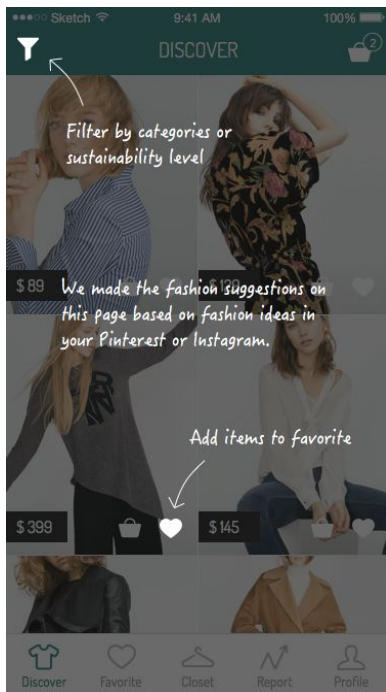 Sketch 9:41 AM 100%
DISCOVER 2
Filter by categories or
sustainability level
$89
We made the fashion suggestions on
this page based on fashion ideas in
your Pinterest or Instagram.
Add items to favorite
$399 $145
Discover Favorite Closet Report Profile